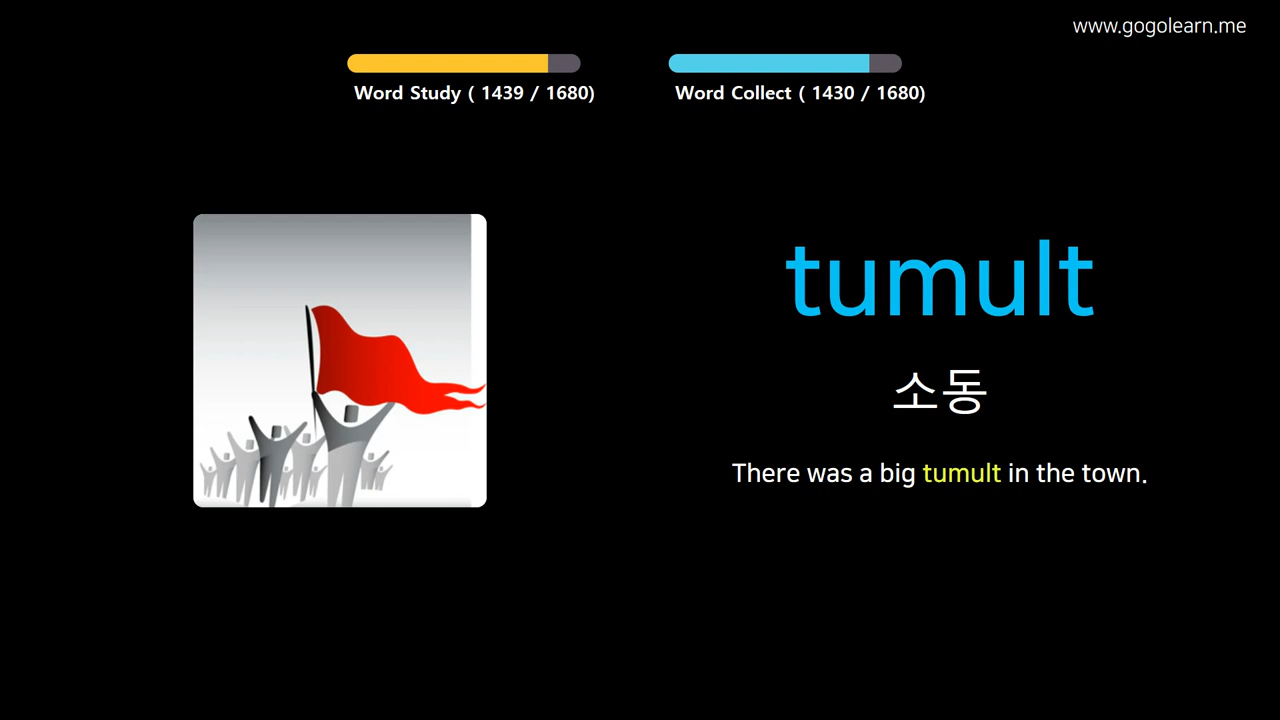 www.gogolearn.me
Word Study ( 1439 / 1680)
Word Collect ( 1430 / 1680)
tumult
소동
There was a big tumult in the town.